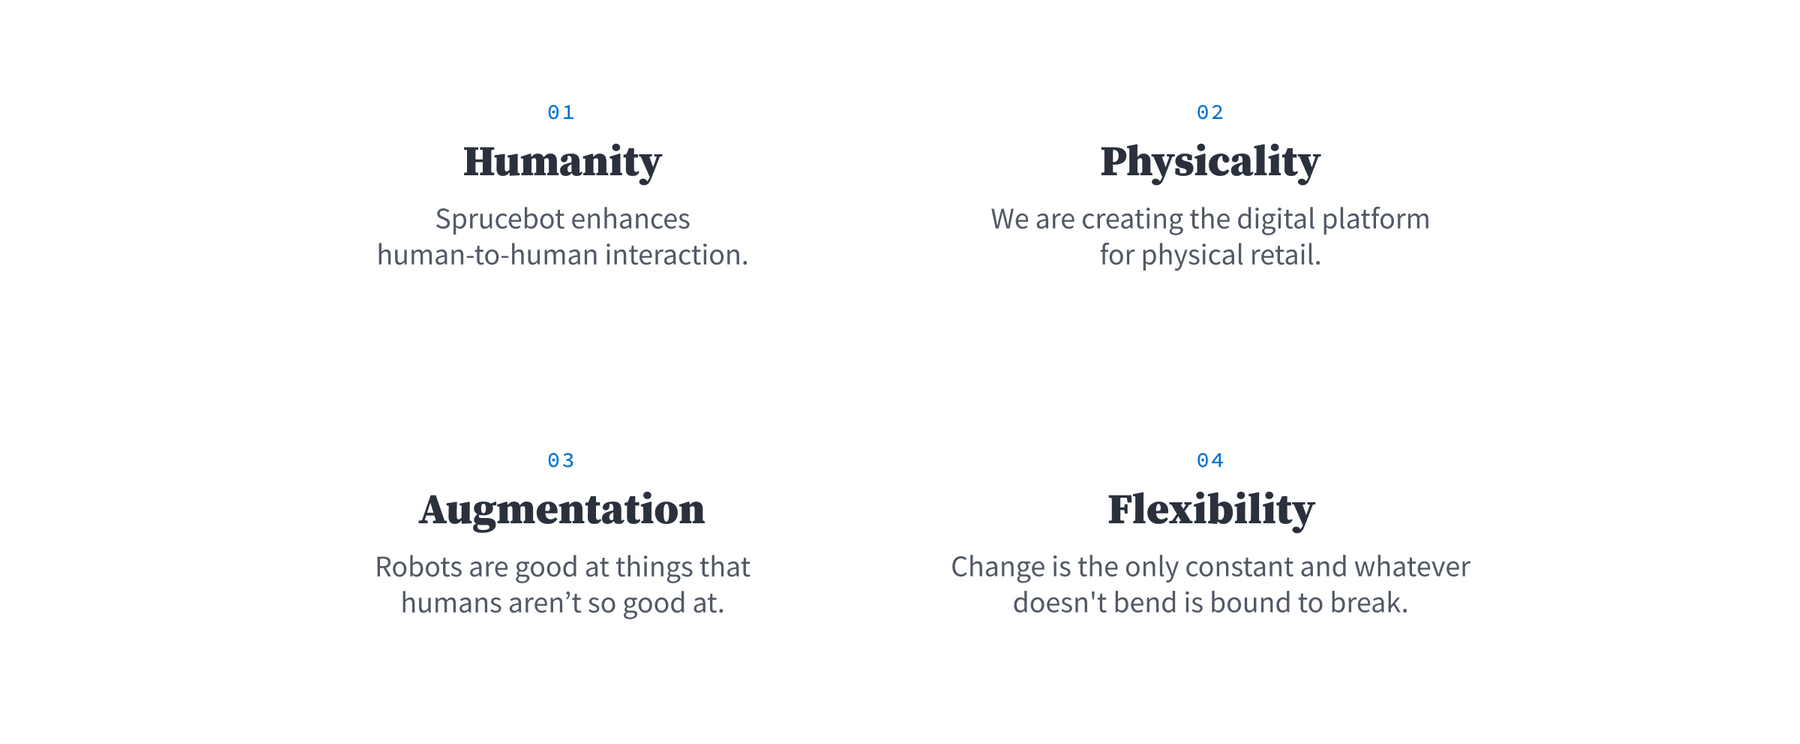 01
Humanity
Sprucebot enhances
human-to-human interaction.
02
Physicality
We are creating the digital platform
for physical retail.
03
Augmentation
Robots are good at things that
humans aren’t so good at.
04
Flexibility
Change is the only constant and whatever
doesn't bend is bound to break.